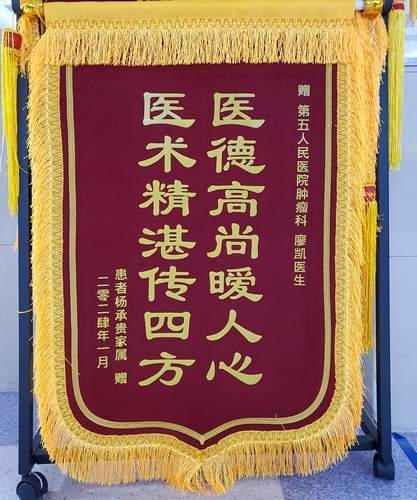 赠 第五人民医院肿瘤科 廖凯医生
医德高尚暖人心
医术精湛传四方
患者杨承贵家属 赠
二零二肆年一月